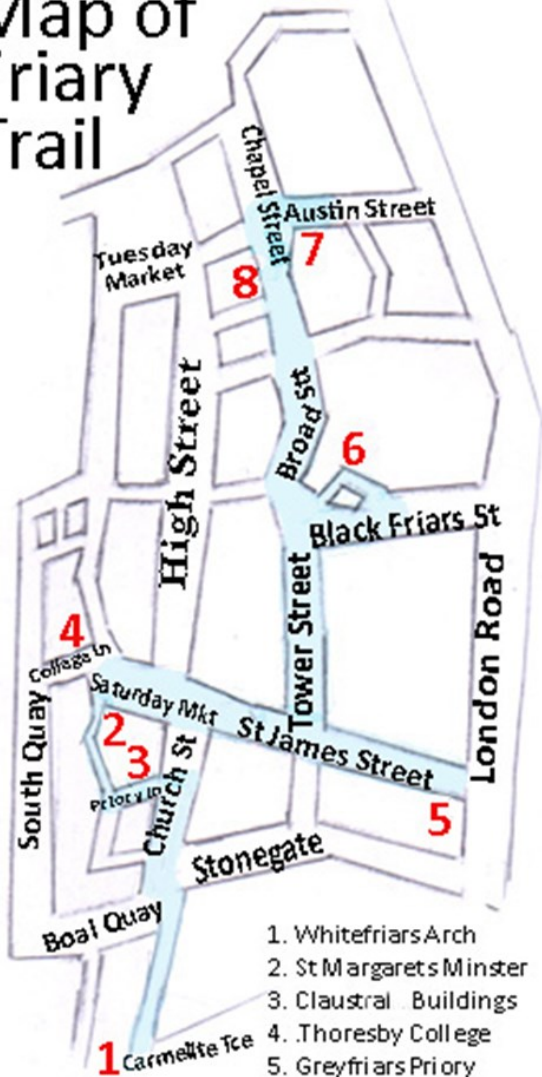 Map of
riary
rail
Chapel Street
Austin Street
7
Tuesday
Market
8
High Street
Broad Stt
6
Black Friars St
4
College Ln
Tower Street
London Road
Saturday Mkt
St James Street
South Quay
2
3
Priory Ln
Church St
5
Stonegate
Boal Quay
1
Carmelite Tce
1. Whitefriars Arch
2. St Margarets Minster
3. Claustral Buildings
4. .Thoresby College
5. Greyfriars Priory